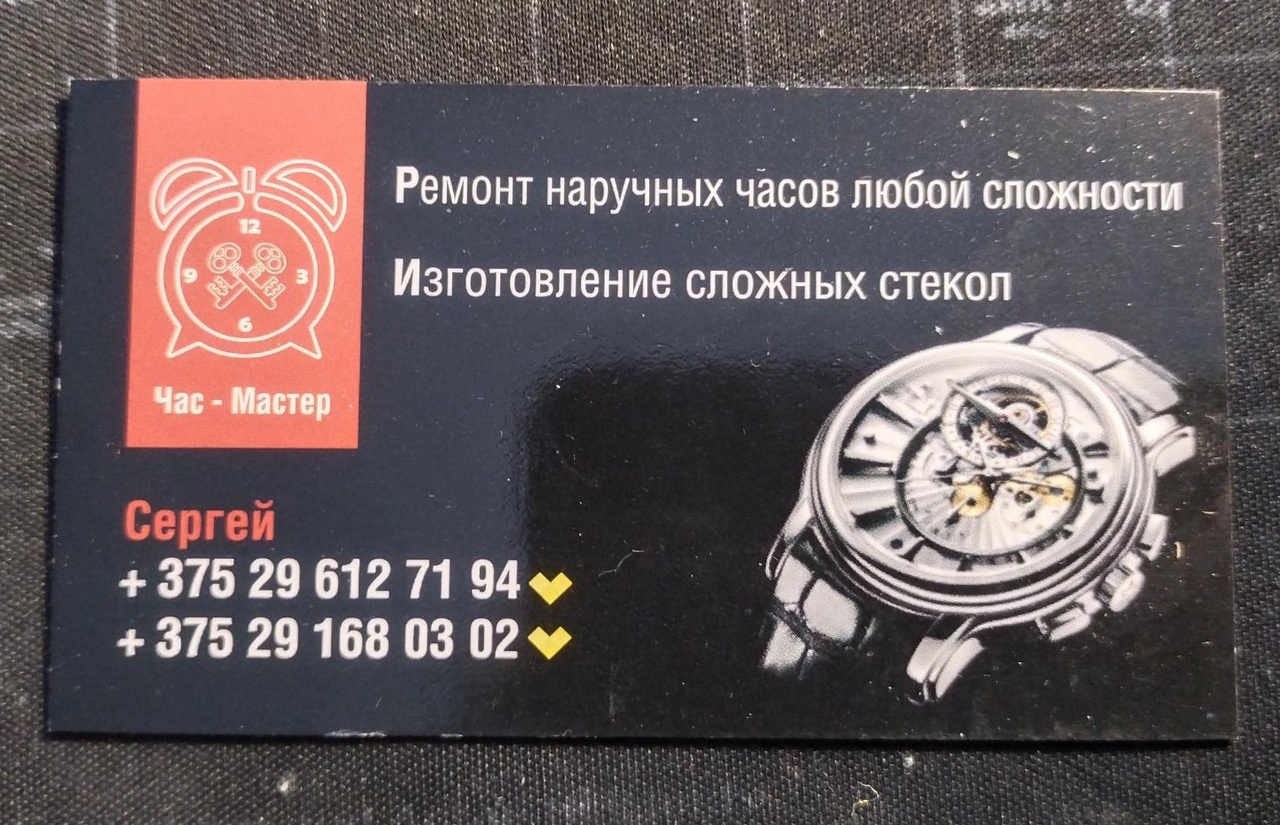 Ремонт наручных часов любой сложности
Изготовление сложных стекол
12
9 3
6
Час - Мастер
Сергей
+ 375 29 612 71 94
+ 375 29 168 03 02